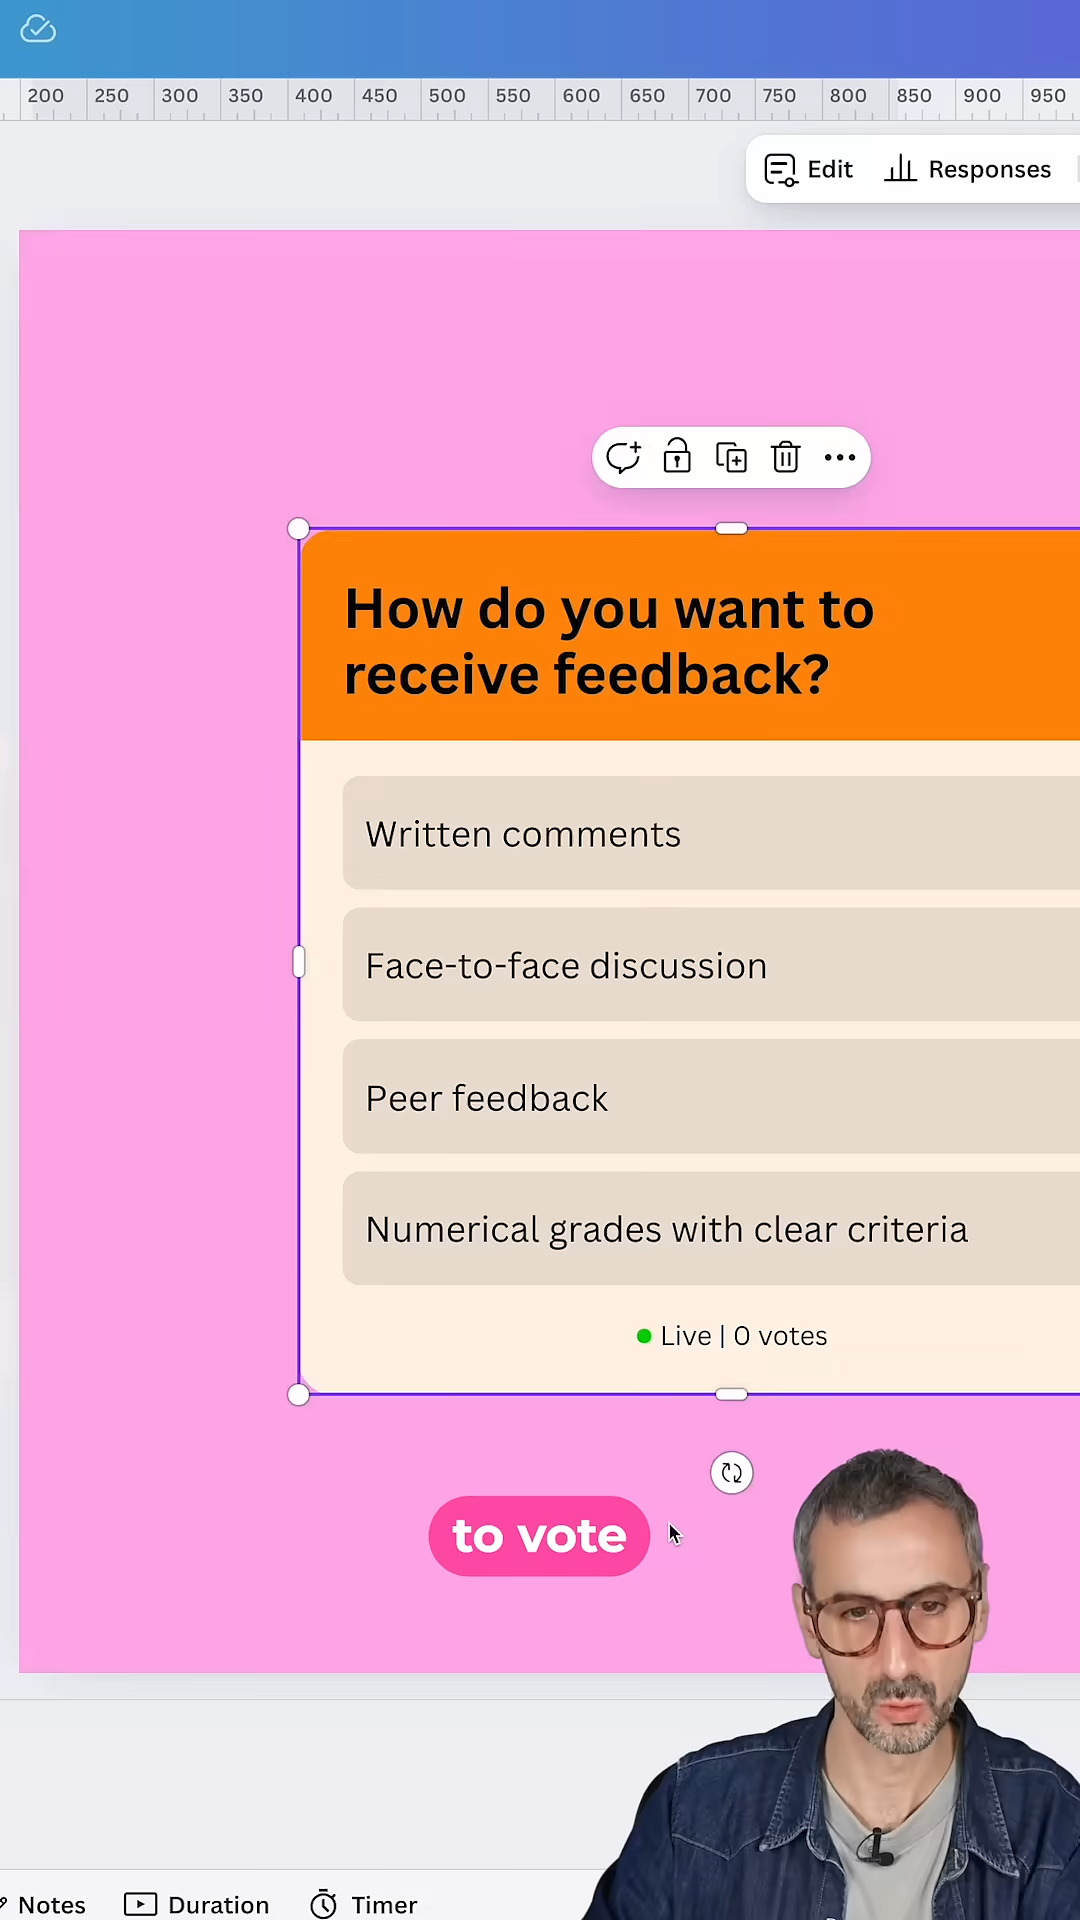 200 250 300 350 400 450 500 550 600 650 700 750 800 850 900 950
Edit Responses
How do you want to
receive feedback?
Written comments
Face-to-face discussion
Peer feedback
Numerical grades with clear criteria
Live | 0 votes
to vote
Notes Duration Timer